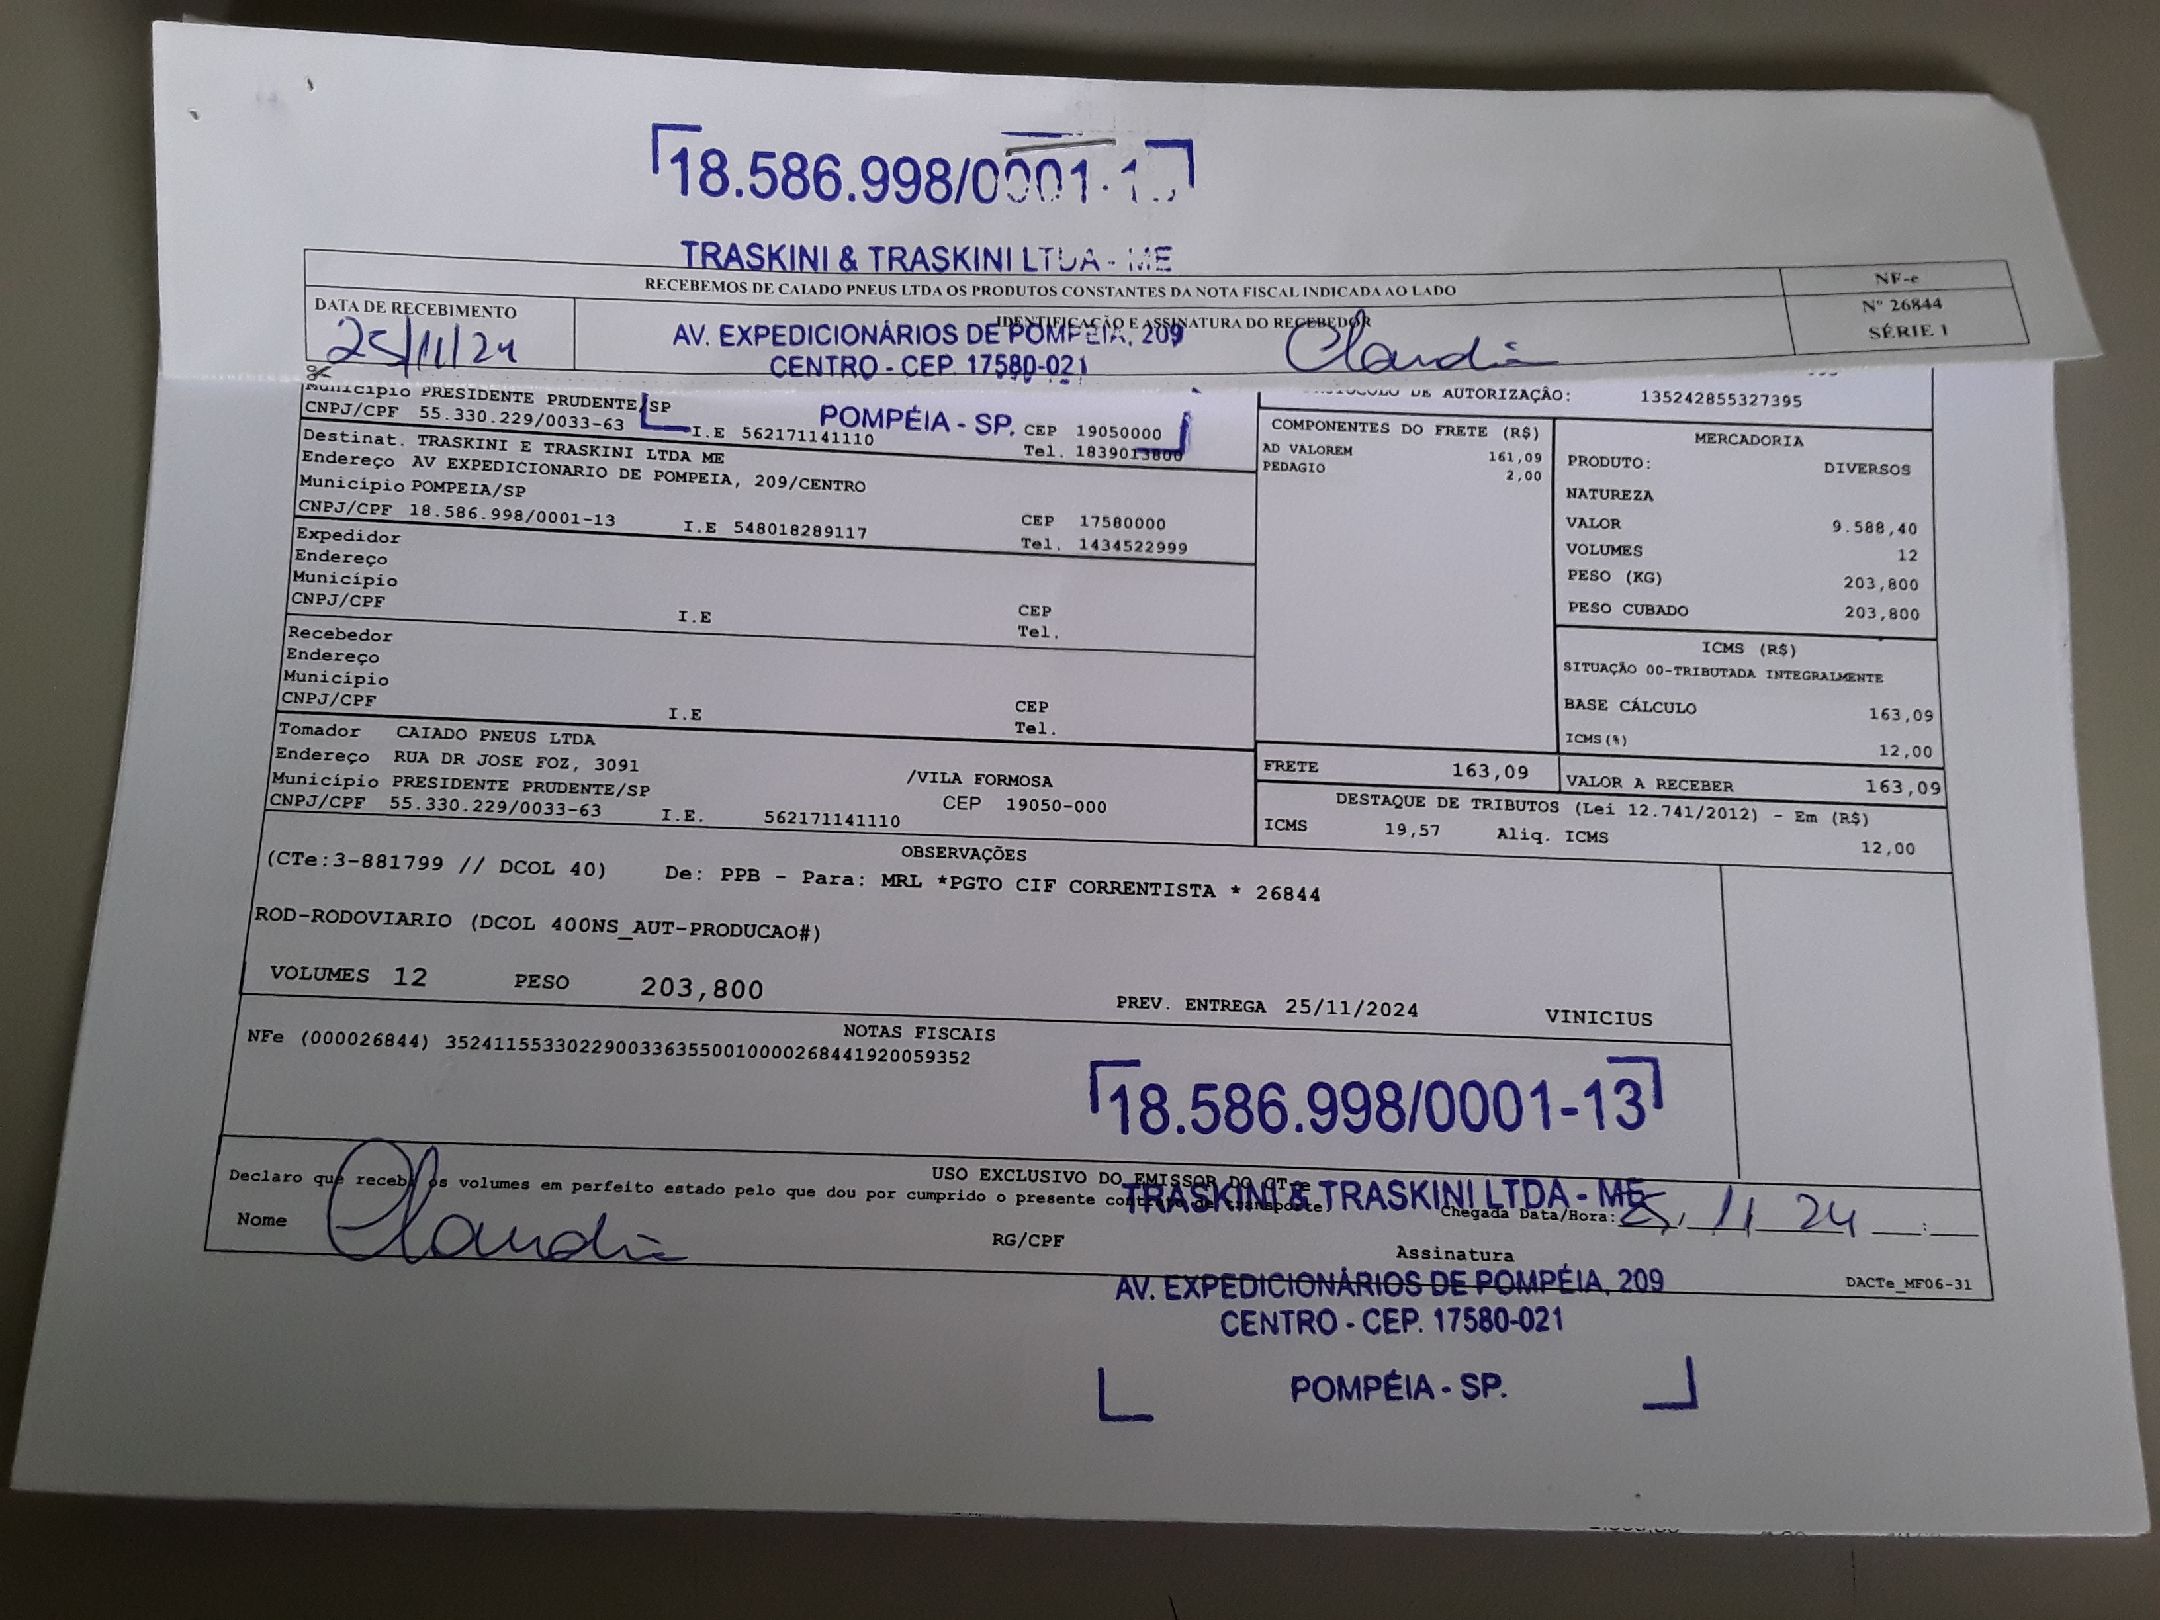 18.586.998/0001-1
TRASKINI & TRASKINI LTDA - ME
RECEBEMOS DE CAIADO PNEUS LTDA OS PRODUTOS CONSTANTES DA NOTA FISCAL INDICADA AO LADO
NF-e
Nº 26844
SÉRIE 1
DATA DE RECEBIMENTO
25/11/24
IDENTIFICAÇÃO E ASSINATURA DO RECEBEDOR
AV. EXPEDICIONÁRIOS DE POMPEIA, 209
CENTRO - CEP. 17580-021
Claudia
POMPÉIA - SP.
Município PRESIDENTE PRUDENTE/SP
CEP 19050000
CNPJ/CPF 55.330.229/0033-63 I.E 562171141110 Tel. 1839013800
DE AUTORIZAÇÃO: 135242855327395
Destinat. TRASKINI E TRASKINI LTDA ME
Endereço AV EXPEDICIONARIO DE POMPEIA, 209/CENTRO
Município POMPEIA/SP CEP 17580000
CNPJ/CPF 18.586.998/0001-13 I.E 548018289117 Tel. 1434522999
Expedidor
Endereço
Município CEP
CNPJ/CPF I.E Tel.
Recebedor
Endereço
Município CEP
CNPJ/CPF I.E Tel.
Tomador CAIADO PNEUS LTDA
Endereço RUA DR JOSE FOZ, 3091 /VILA FORMOSA
Município PRESIDENTE PRUDENTE/SP CEP 19050-000
CNPJ/CPF 55.330.229/0033-63 I.E. 562171141110
COMPONENTES DO FRETE (R$)
AD VALOREM 161,09
PEDAGIO 2,00
MERCADORIA
PRODUTO: DIVERSOS
NATUREZA
VALOR 9.588,40
VOLUMES 12
PESO (KG) 203,800
PESO CUBADO 203,800
ICMS (R$)
SITUAÇÃO 00-TRIBUTADA INTEGRALMENTE
BASE CÁLCULO 163,09
ICMS(%) 12,00
FRETE 163,09
VALOR A RECEBER 163,09
DESTAQUE DE TRIBUTOS (Lei 12.741/2012) - Em (R$)
ICMS 19,57 Aliq. ICMS 12,00
OBSERVAÇÕES
(CTe:3-881799 // DCOL 40) De: PPB - Para: MRL *PGTO CIF CORRENTISTA * 26844
ROD-RODOVIARIO (DCOL 400NS_AUT-PRODUCAO#)
VOLUMES 12 PESO 203,800 PREV. ENTREGA 25/11/2024 VINICIUS
NOTAS FISCAIS
NFe (000026844) 35241155330229003363550010000268441920059352
18.586.998/0001-13
USO EXCLUSIVO DO EMISSOR DO CT-e
Declaro que recebi os volumes em perfeito estado pelo que dou por cumprido o presente contrato de transporte
TRASKINI & TRASKINI LTDA - ME
Chegada Data/Hora: 25, 11 24 :
Nome Claudia RG/CPF Assinatura
AV. EXPEDICIONÁRIOS DE POMPÉIA, 209
DACTe_MF06-31
CENTRO - CEP. 17580-021
POMPÉIA - SP.